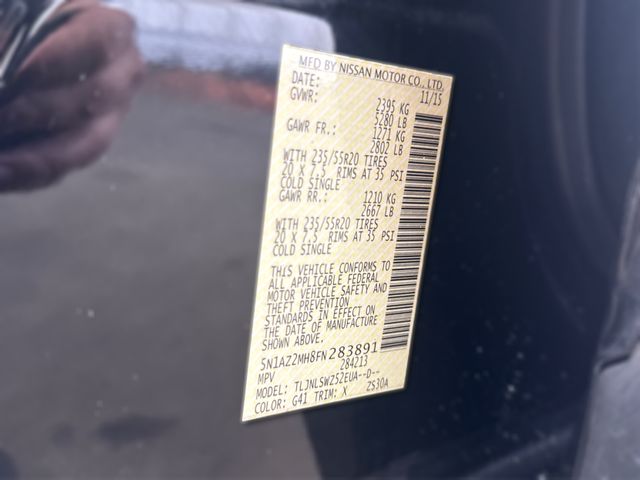 MFD BY NISSAN MOTOR CO., LTD.
DATE: 11/15
GVWR: 2395 KG
5280 LB
GAWR FR.: 1271 KG
2802 LB
WITH 235/55R20 TIRES
20 X 7.5 RIMS AT 35 PSI
COLD SINGLE
GAWR RR.: 1210 KG
2667 LB
WITH 235/55R20 TIRES
20 X 7.5 RIMS AT 35 PSI
COLD SINGLE
THIS VEHICLE CONFORMS TO
ALL APPLICABLE FEDERAL
MOTOR VEHICLE SAFETY AND
THEFT PREVENTION
STANDARDS IN EFFECT ON
THE DATE OF MANUFACTURE
SHOWN ABOVE.
5N1AZ2MH8FN283891
MPV 284213
MODEL: TLJNLSWZ52EUA--D--
COLOR: G41 TRIM: X ZS30A